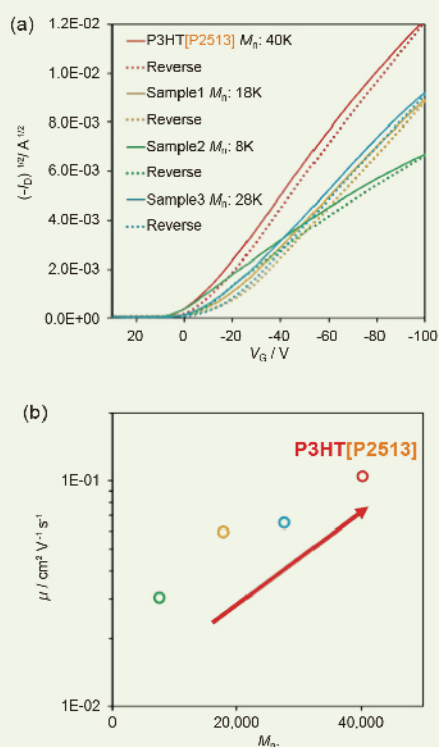 (a)
1.2E-02
1.0E-02
8.0E-03
6.0E-03
4.0E-03
2.0E-03
0.0E+00
(-I_D) ^1/2/ A^1/2
P3HT[P2513] Mn: 40K
Reverse
Sample1 Mn: 18K
Reverse
Sample2 Mn: 8K
Reverse
Sample3 Mn: 28K
Reverse
20 0 -20 -40 -60 -80 -100
V_G / V
(b)
P3HT[P2513]
1E-01
1E-02
μ / cm² V⁻¹ s⁻¹
0 20,000 40,000
Mn